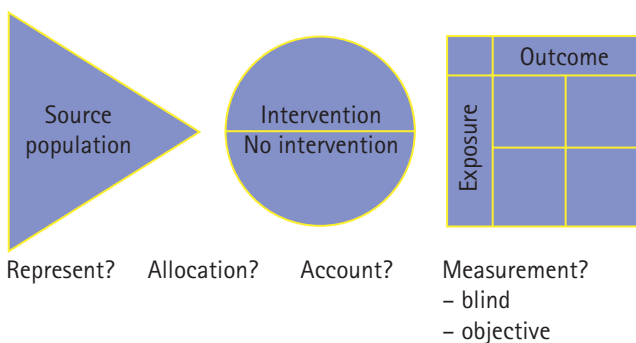 Source
population
Intervention
No intervention
Outcome
Exposure
Represent?
Allocation?
Account?
Measurement?
– blind
– objective